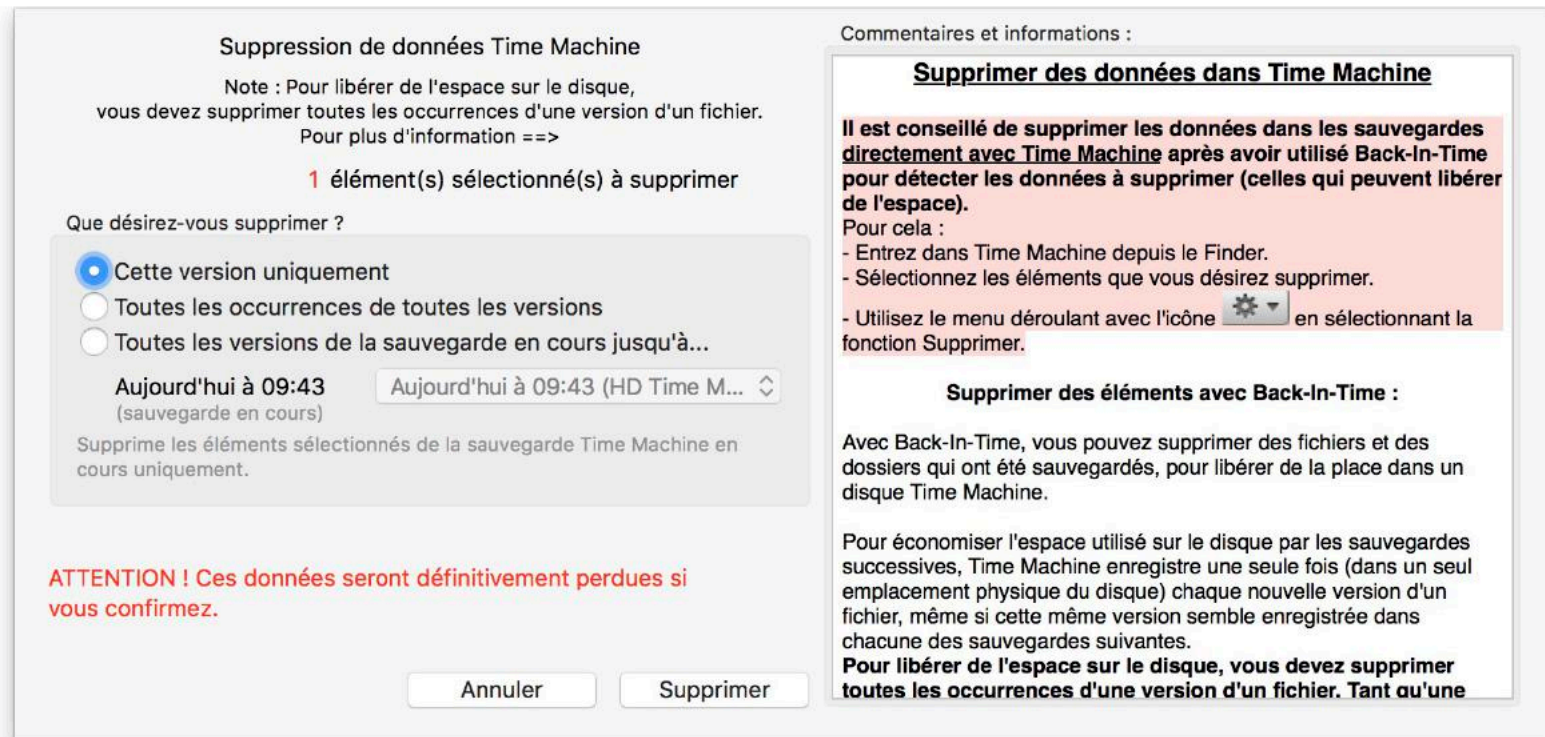 Suppression de données Time Machine
Note : Pour libérer de l'espace sur le disque,
vous devez supprimer toutes les occurrences d'une version d'un fichier.
Pour plus d'information ==>
1 élément(s) sélectionné(s) à supprimer
Que désirez-vous supprimer ?
Cette version uniquement
Toutes les occurrences de toutes les versions
Toutes les versions de la sauvegarde en cours jusqu'à...
Aujourd'hui à 09:43
Aujourd'hui à 09:43 (HD Time M...
(sauvegarde en cours)
Supprime les éléments sélectionnés de la sauvegarde Time Machine en
cours uniquement.
ATTENTION ! Ces données seront définitivement perdues si
vous confirmez.
Annuler
Supprimer
Commentaires et informations :
Supprimer des données dans Time Machine
Il est conseillé de supprimer les données dans les sauvegardes
directement avec Time Machine après avoir utilisé Back-In-Time
pour détecter les données à supprimer (celles qui peuvent libérer
de l'espace).
Pour cela :
- Entrez dans Time Machine depuis le Finder.
- Sélectionnez les éléments que vous désirez supprimer.
- Utilisez le menu déroulant avec l'icône en sélectionnant la
fonction Supprimer.
Supprimer des éléments avec Back-In-Time :
Avec Back-In-Time, vous pouvez supprimer des fichiers et des
dossiers qui ont été sauvegardés, pour libérer de la place dans un
disque Time Machine.
Pour économiser l'espace utilisé sur le disque par les sauvegardes
successives, Time Machine enregistre une seule fois (dans un seul
emplacement physique du disque) chaque nouvelle version d'un
fichier, même si cette même version semble enregistrée dans
chacune des sauvegardes suivantes.
Pour libérer de l'espace sur le disque, vous devez supprimer
toutes les occurrences d'une version d'un fichier. Tant qu'une